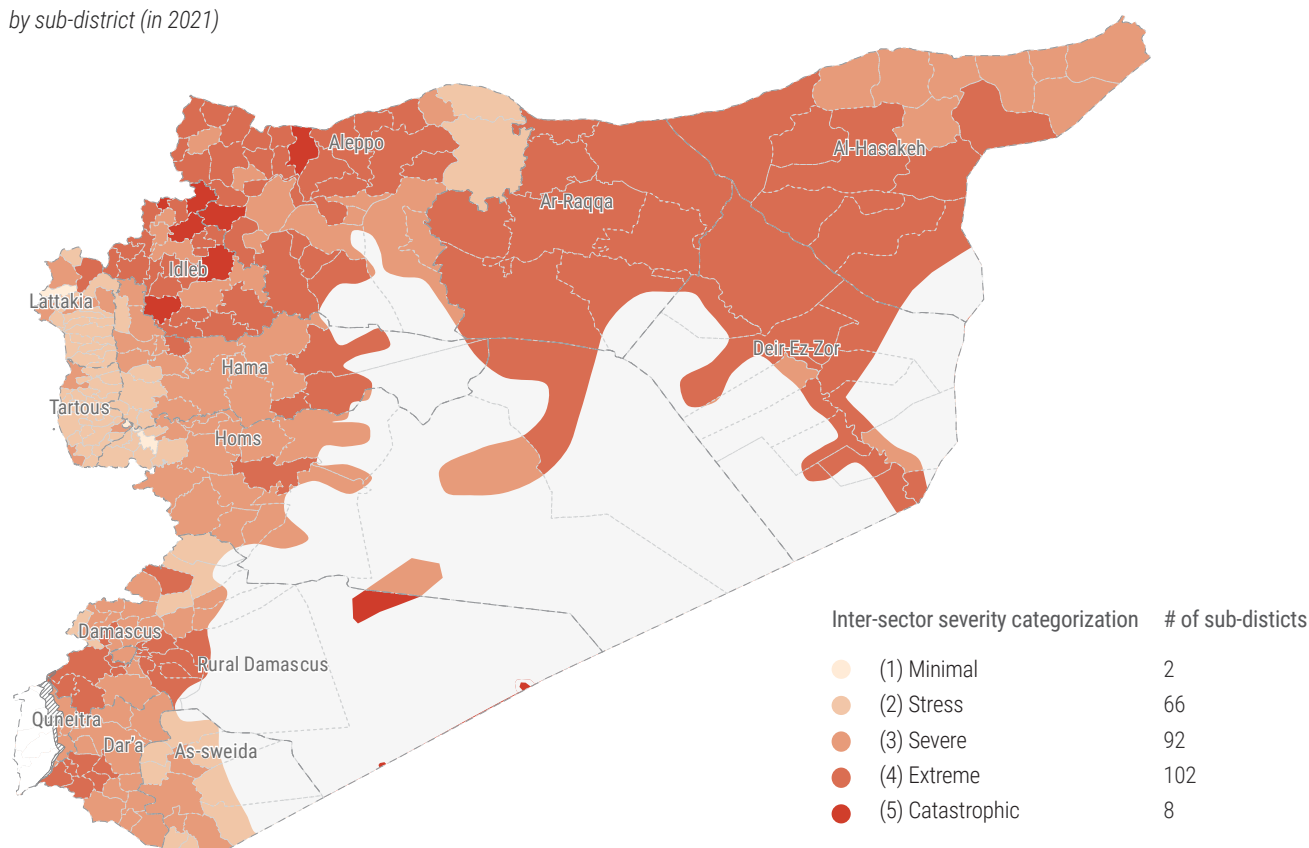 by sub-district (in 2021)
Aleppo
Al-Hasakeh
Ar-Raqqa
Idleb
Lattakia
Deir-Ez-Zor
Hama
Tartous
Homs
Damascus
Rural Damascus
Quneitra
Dar'a
As-sweida
Inter-sector severity categorization # of sub-disticts
(1) Minimal 2
(2) Stress 66
(3) Severe 92
(4) Extreme 102
(5) Catastrophic 8